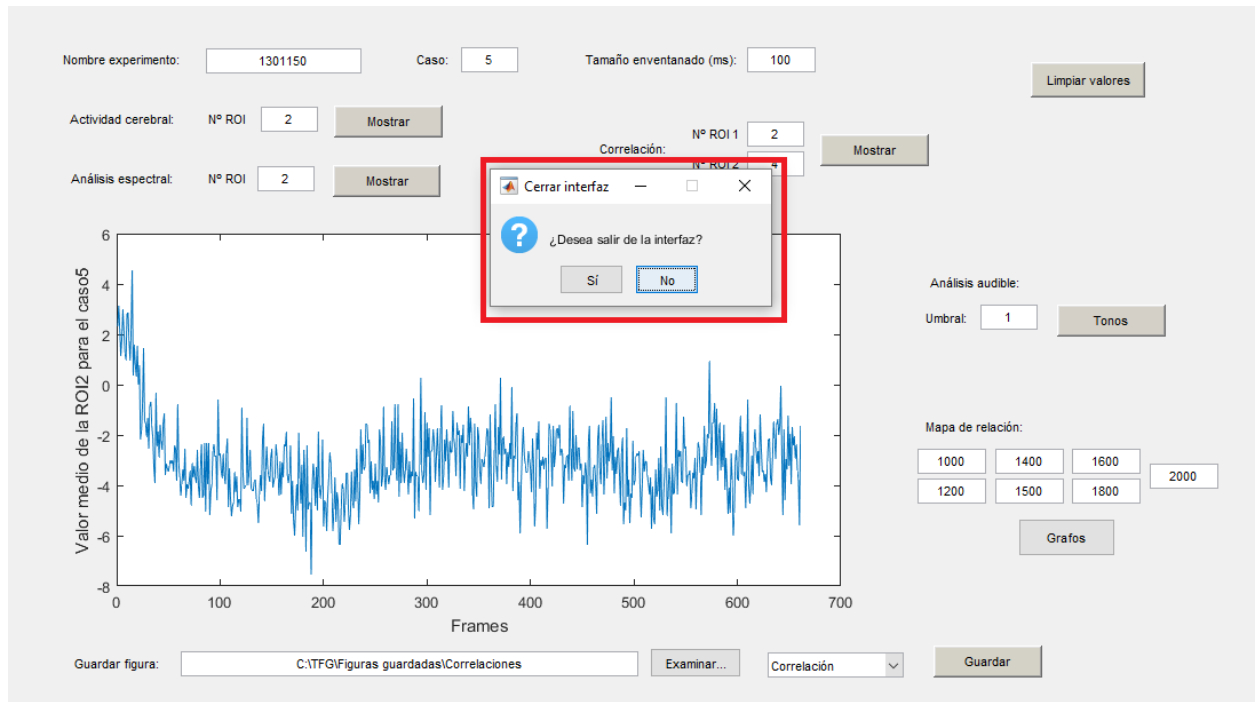 Nombre experimento: 1301150 Caso: 5 Tamaño enventanado (ms): 100
Limpiar valores
Actividad cerebral: Nº ROI 2 Mostrar
Correlación: Nº ROI 1 2 Mostrar
Nº ROI 2 4
Análisis espectral: Nº ROI 2 Mostrar
Cerrar interfaz
¿Desea salir de la interfaz?
Sí No
Valor medio de la ROI2 para el caso5
6
4
2
0
-2
-4
-6
-8
0 100 200 300 400 500 600 700
Frames
Análisis audible:
Umbral: 1 Tonos
Mapa de relación:
1000 1400 1600 2000
1200 1500 1800
Grafos
Guardar figura: C:\TFG\Figuras guardadas\Correlaciones Examinar... Correlación Guardar